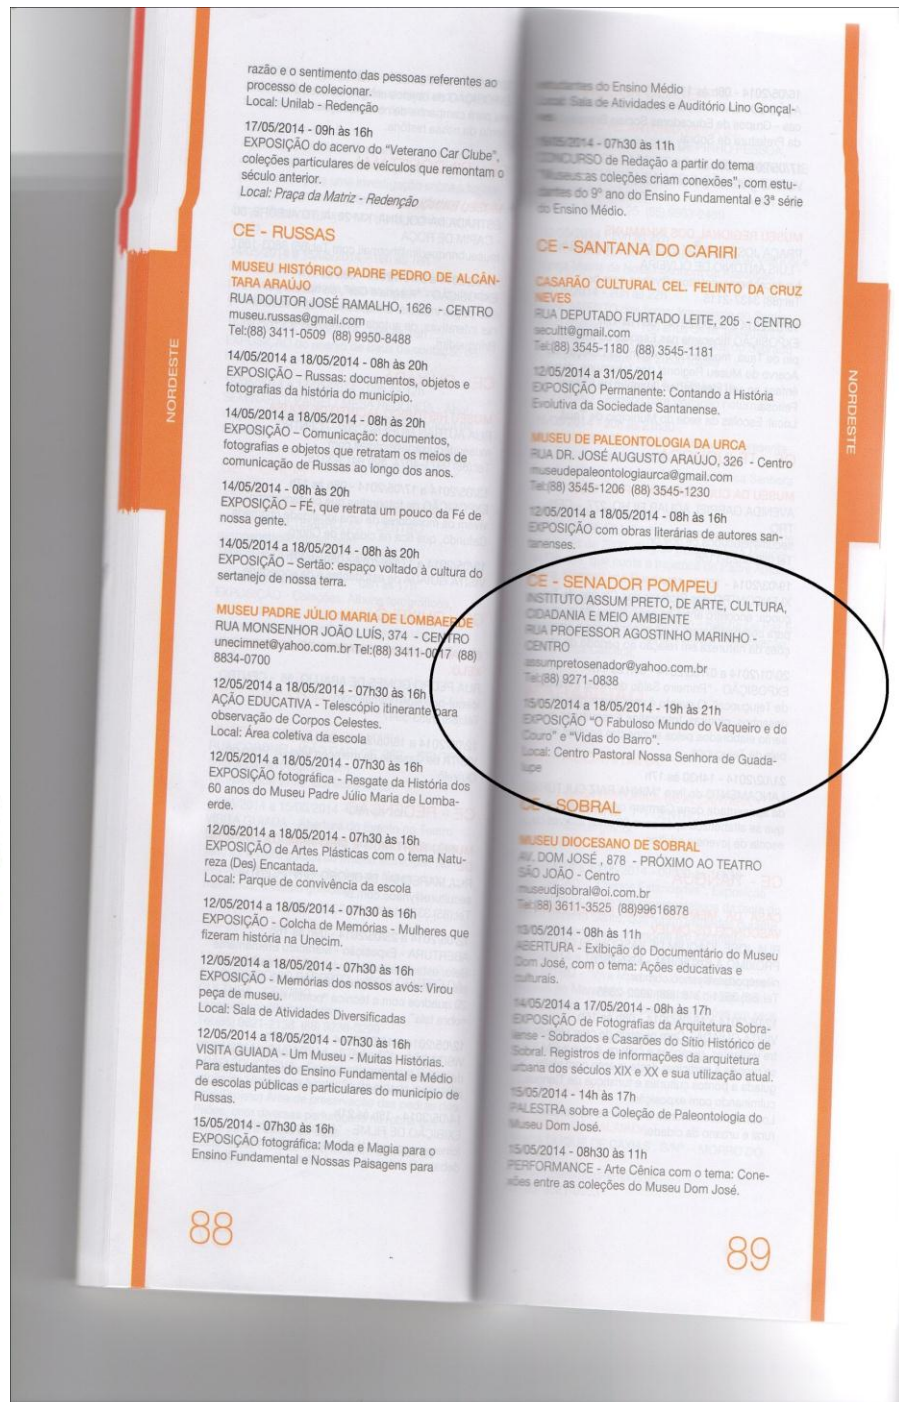 razão e o sentimento das pessoas referentes ao
processo de colecionar.
Local: Unilab - Redenção
17/05/2014 - 09h às 16h
EXPOSIÇÃO do acervo do "Veterano Car Clube",
coleções particulares de veículos que remontam o
século anterior.
Local: Praça da Matriz - Redenção
CE - RUSSAS
MUSEU HISTÓRICO PADRE PEDRO DE ALCÂN-
TARA ARAÚJO
RUA DOUTOR JOSÉ RAMALHO, 1626 - CENTRO
museu.russas@gmail.com
Tel:(88) 3411-0509 (88) 9950-8488
14/05/2014 a 18/05/2014 - 08h às 20h
EXPOSIÇÃO – Russas: documentos, objetos e
fotografias da história do município.
14/05/2014 a 18/05/2014 - 08h às 20h
EXPOSIÇÃO – Comunicação: documentos,
fotografias e objetos que retratam os meios de
comunicação de Russas ao longo dos anos.
14/05/2014 - 08h às 20h
EXPOSIÇÃO – FÉ, que retrata um pouco da Fé de
nossa gente.
14/05/2014 a 18/05/2014 - 08h às 20h
EXPOSIÇÃO – Sertão: espaço voltado à cultura do
sertanejo de nossa terra.
MUSEU PADRE JÚLIO MARIA DE LOMBAERDE
RUA MONSENHOR JOÃO LUÍS, 374 - CENTRO
unecimnet@yahoo.com.br Tel:(88) 3411-0017 (88)
8834-0700
12/05/2014 a 18/05/2014 - 07h30 às 16h
AÇÃO EDUCATIVA - Telescópio itinerante para
observação de Corpos Celestes.
Local: Área coletiva da escola
12/05/2014 a 18/05/2014 - 07h30 às 16h
EXPOSIÇÃO fotográfica - Resgate da História dos
60 anos do Museu Padre Júlio Maria de Lomba-
erde.
12/05/2014 a 18/05/2014 - 07h30 às 16h
EXPOSIÇÃO de Artes Plásticas com o tema Natu-
reza (Des) Encantada.
Local: Parque de convivência da escola
12/05/2014 a 18/05/2014 - 07h30 às 16h
EXPOSIÇÃO - Colcha de Memórias - Mulheres que
fizeram história na Unecim.
12/05/2014 a 18/05/2014 - 07h30 às 16h
EXPOSIÇÃO - Memórias dos nossos avós: Virou
peça de museu.
Local: Sala de Atividades Diversificadas
12/05/2014 a 18/05/2014 - 07h30 às 16h
VISITA GUIADA - Um Museu - Muitas Histórias.
Para estudantes do Ensino Fundamental e Médio
de escolas públicas e particulares do município de
Russas.
15/05/2014 - 07h30 às 16h
EXPOSIÇÃO fotográfica: Moda e Magia para o
Ensino Fundamental e Nossas Paisagens para
88
NORDESTE
estudantes do Ensino Médio
Local: Sala de Atividades e Auditório Lino Gonçal-
ves
16/05/2014 - 07h30 às 11h
CONCURSO de Redação a partir do tema
"Museus:as coleções criam conexões", com estu-
dantes do 9º ano do Ensino Fundamental e 3ª série
do Ensino Médio.
CE - SANTANA DO CARIRI
CASARÃO CULTURAL CEL. FELINTO DA CRUZ
NEVES
RUA DEPUTADO FURTADO LEITE, 205 - CENTRO
secultt@gmail.com
Tel:(88) 3545-1180 (88) 3545-1181
12/05/2014 a 31/05/2014
EXPOSIÇÃO Permanente: Contando a História
Evolutiva da Sociedade Santanense.
MUSEU DE PALEONTOLOGIA DA URCA
RUA DR. JOSÉ AUGUSTO ARAÚJO, 326 - Centro
museudepaleontologiaurca@gmail.com
Tel:(88) 3545-1206 (88) 3545-1230
12/05/2014 a 18/05/2014 - 08h às 16h
EXPOSIÇÃO com obras literárias de autores san-
tanenses.
CE - SENADOR POMPEU
INSTITUTO ASSUM PRETO, DE ARTE, CULTURA,
CIDADANIA E MEIO AMBIENTE
RUA PROFESSOR AGOSTINHO MARINHO -
CENTRO
assumpretosenador@yahoo.com.br
Tel:(88) 9271-0838
15/05/2014 a 18/05/2014 - 19h às 21h
EXPOSIÇÃO "O Fabuloso Mundo do Vaqueiro e do
Couro" e "Vidas do Barro".
Local: Centro Pastoral Nossa Senhora de Guada-
lupe
CE - SOBRAL
MUSEU DIOCESANO DE SOBRAL
AV. DOM JOSÉ , 878 - PRÓXIMO AO TEATRO
SÃO JOÃO - Centro
museudjsobral@oi.com.br
Tel:(88) 3611-3525 (88)99616878
13/05/2014 - 08h às 11h
ABERTURA - Exibição do Documentário do Museu
Dom José, com o tema: Ações educativas e
culturais.
14/05/2014 a 17/05/2014 - 08h às 17h
EXPOSIÇÃO de Fotografias da Arquitetura Sobra-
lense - Sobrados e Casarões do Sítio Histórico de
Sobral. Registros de informações da arquitetura
urbana dos séculos XIX e XX e sua utilização atual.
15/05/2014 - 14h às 17h
PALESTRA sobre a Coleção de Paleontologia do
Museu Dom José.
15/05/2014 - 08h30 às 11h
PERFORMANCE - Arte Cênica com o tema: Cone-
xões entre as coleções do Museu Dom José.
89
NORDESTE